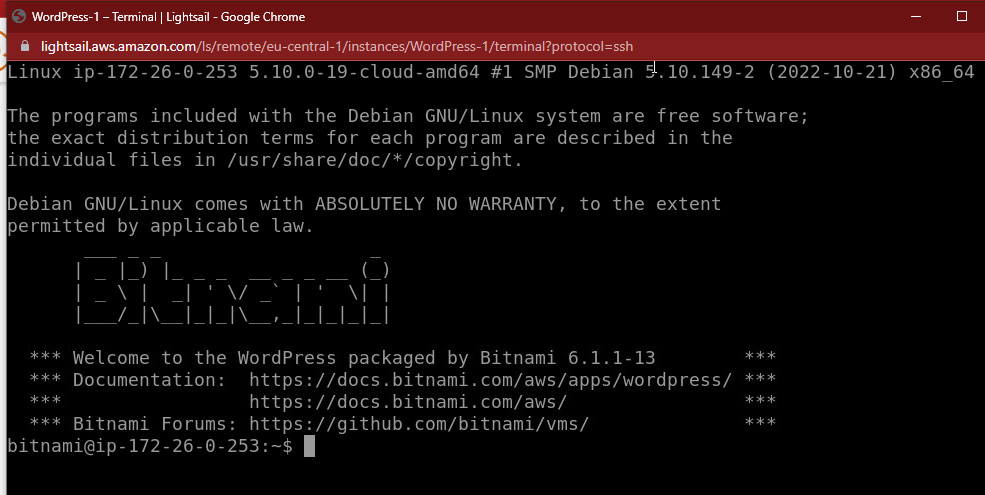 WordPress-1 – Terminal | Lightsail - Google Chrome
lightsail.aws.amazon.com/ls/remote/eu-central-1/instances/WordPress-1/terminal?protocol=ssh
Linux ip-172-26-0-253 5.10.0-19-cloud-amd64 #1 SMP Debian 5.10.149-2 (2022-10-21) x86_64
The programs included with the Debian GNU/Linux system are free software;
the exact distribution terms for each program are described in the
individual files in /usr/share/doc/*/copyright.
Debian GNU/Linux comes with ABSOLUTELY NO WARRANTY, to the extent
permitted by applicable law.
Bitnami
*** Welcome to the WordPress packaged by Bitnami 6.1.1-13 ***
*** Documentation: https://docs.bitnami.com/aws/apps/wordpress/ ***
*** https://docs.bitnami.com/aws/ ***
*** Bitnami Forums: https://github.com/bitnami/vms/ ***
bitnami@ip-172-26-0-253:~$